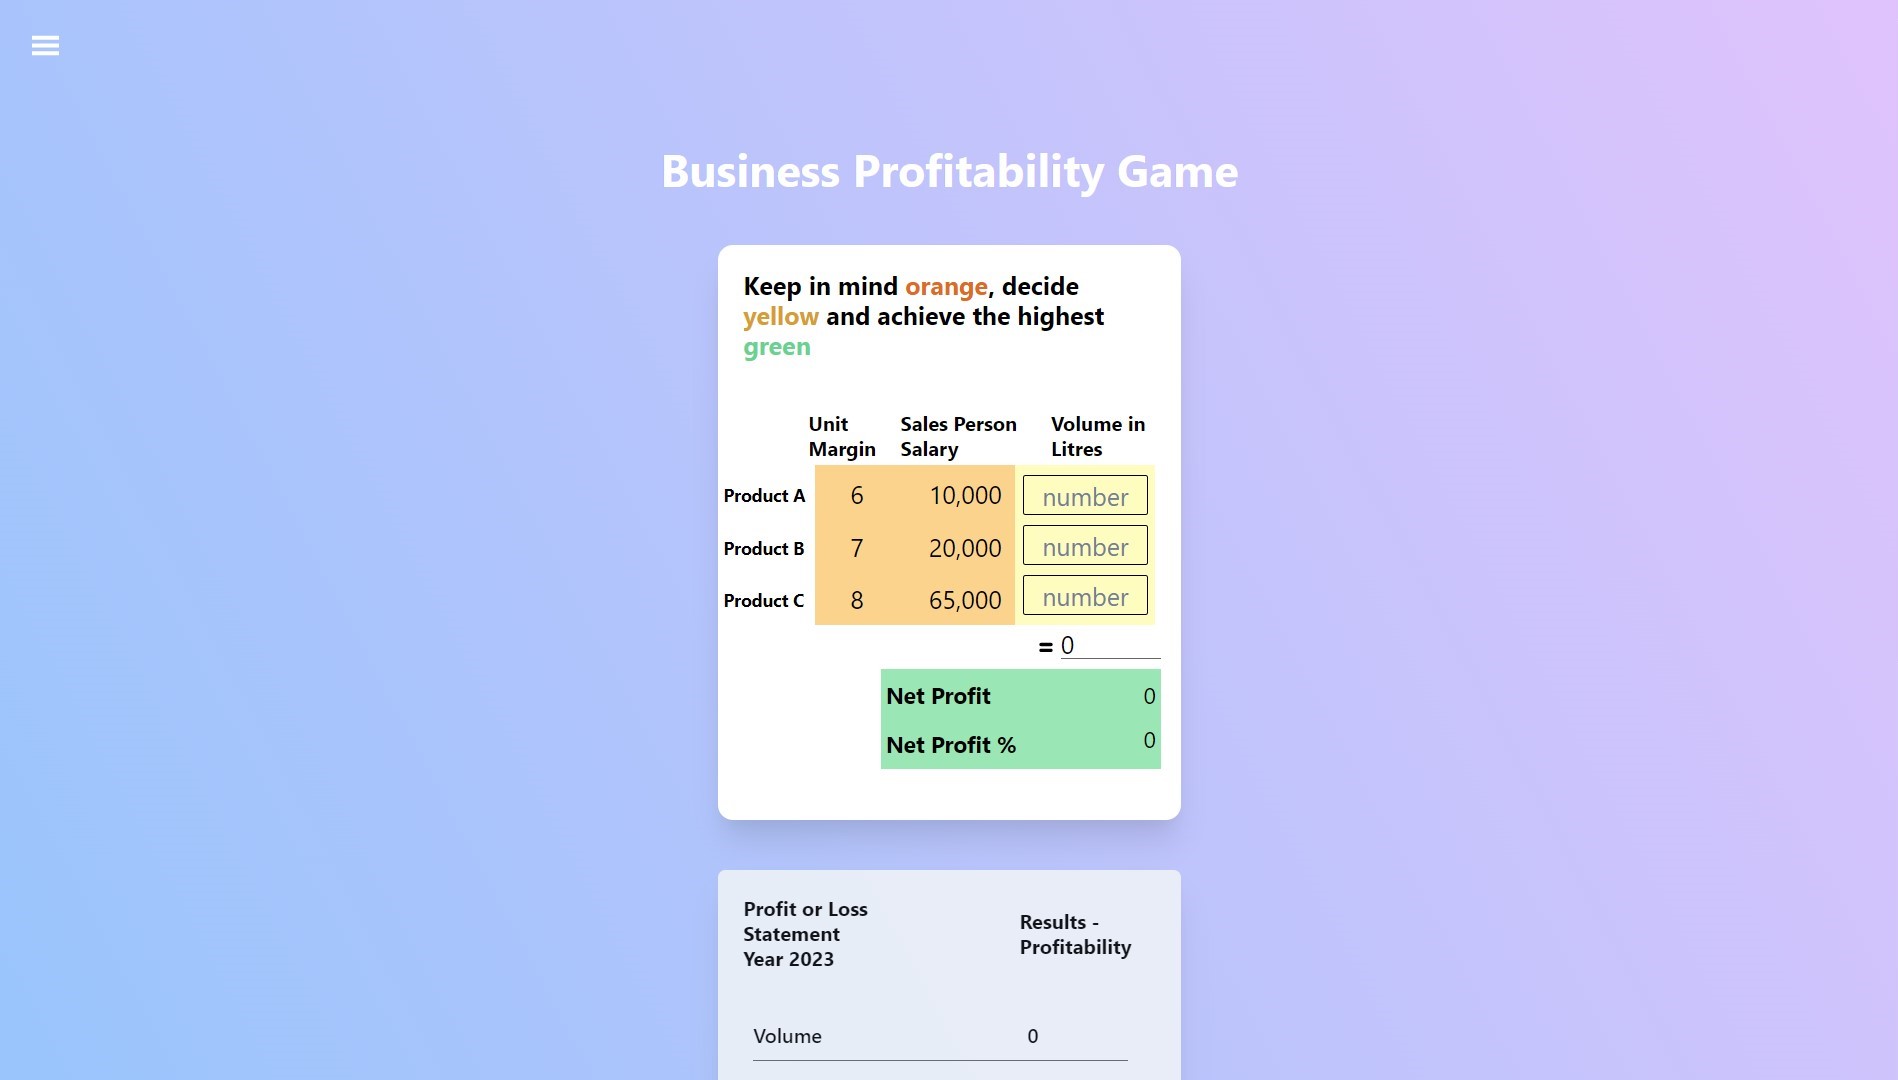 Business Profitability Game
Keep in mind orange, decide
yellow and achieve the highest
green
Unit Margin Sales Person Salary Volume in Litres
Product A 6 10,000 number
Product B 7 20,000 number
Product C 8 65,000 number
= 0
Net Profit 0
Net Profit % 0
Profit or Loss
Statement
Year 2023
Results -
Profitability
Volume 0